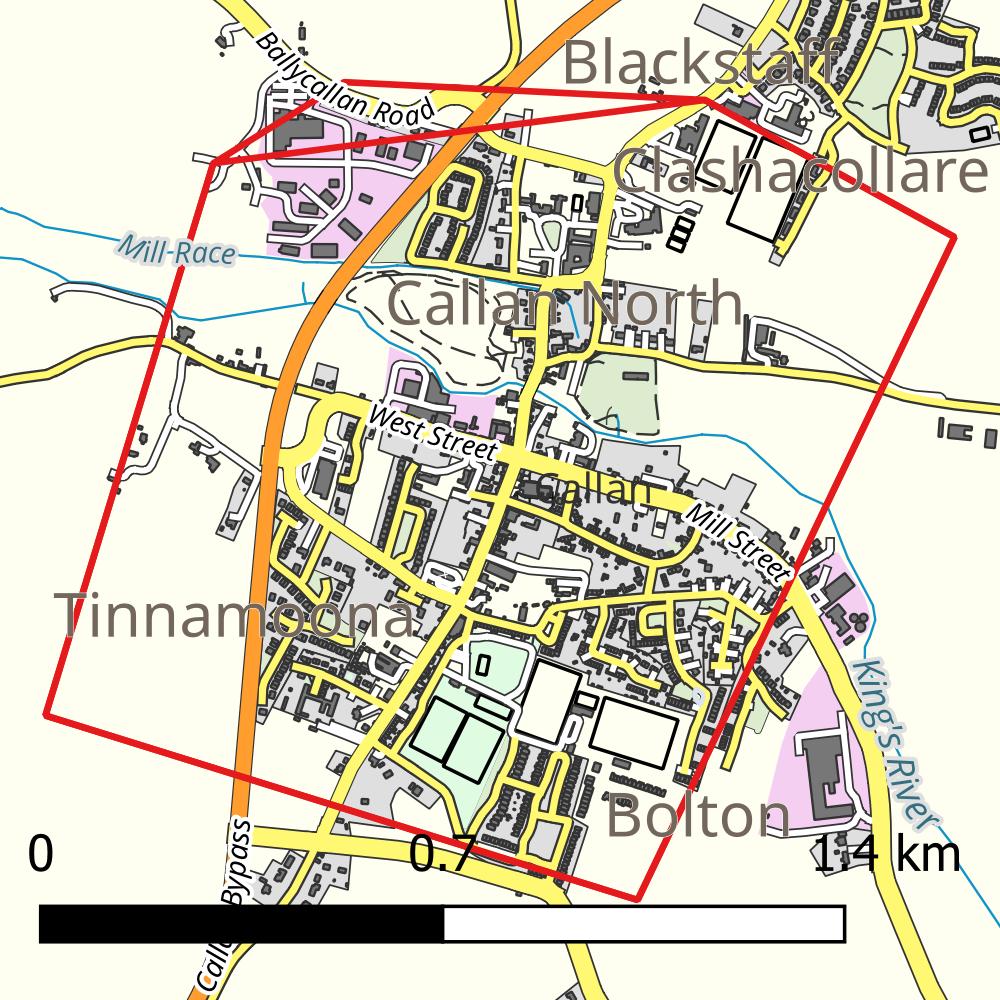 Blackstaff
Ballycallan Road
Clashacollare
Mill-Race
Callan North
West Street
Callan
Mill Street
Tinnamoona
King's-River
Bolton
0 0.7 1.4 km
Callan Bypass